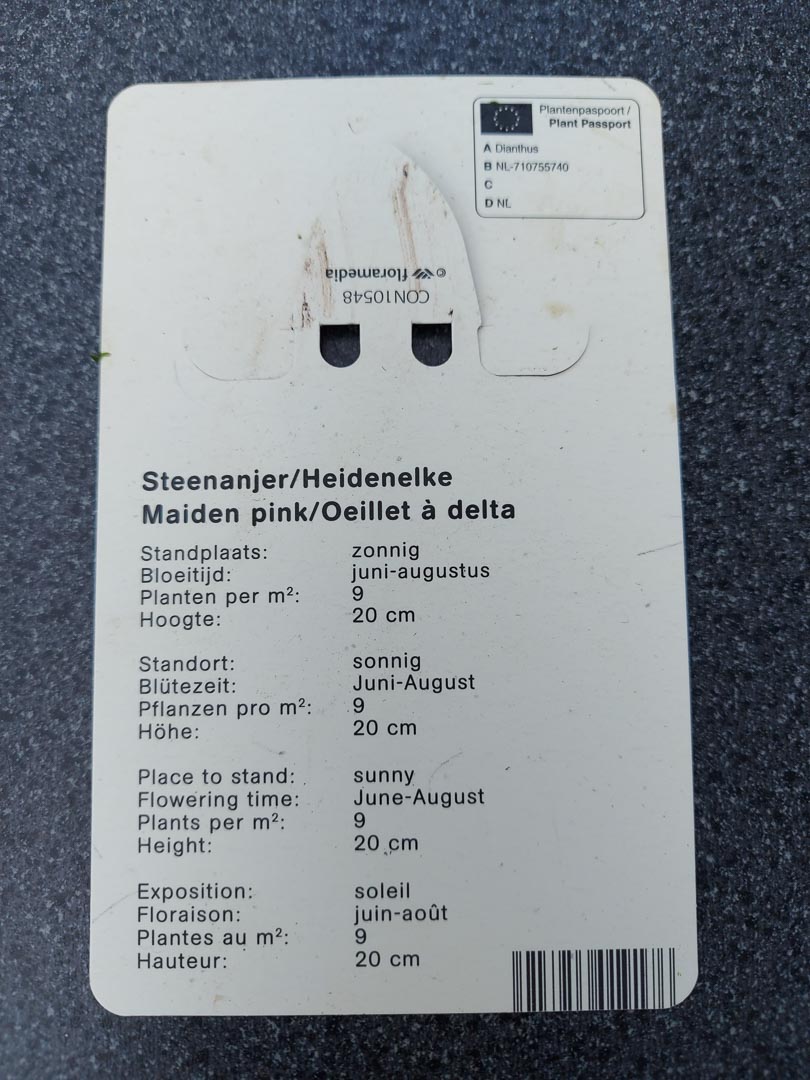 Plantenpaspoort /
Plant Passport
A Dianthus
B NL-710755740
C
D NL
© floramedia
CON10548
Steenanjer/Heidenelke
Maiden pink/Oeillet à delta
Standplaats: zonnig
Bloeitijd: juni-augustus
Planten per m²: 9
Hoogte: 20 cm
Standort: sonnig
Blütezeit: Juni-August
Pflanzen pro m²: 9
Höhe: 20 cm
Place to stand: sunny
Flowering time: June-August
Plants per m²: 9
Height: 20 cm
Exposition: soleil
Floraison: juin-août
Plantes au m²: 9
Hauteur: 20 cm